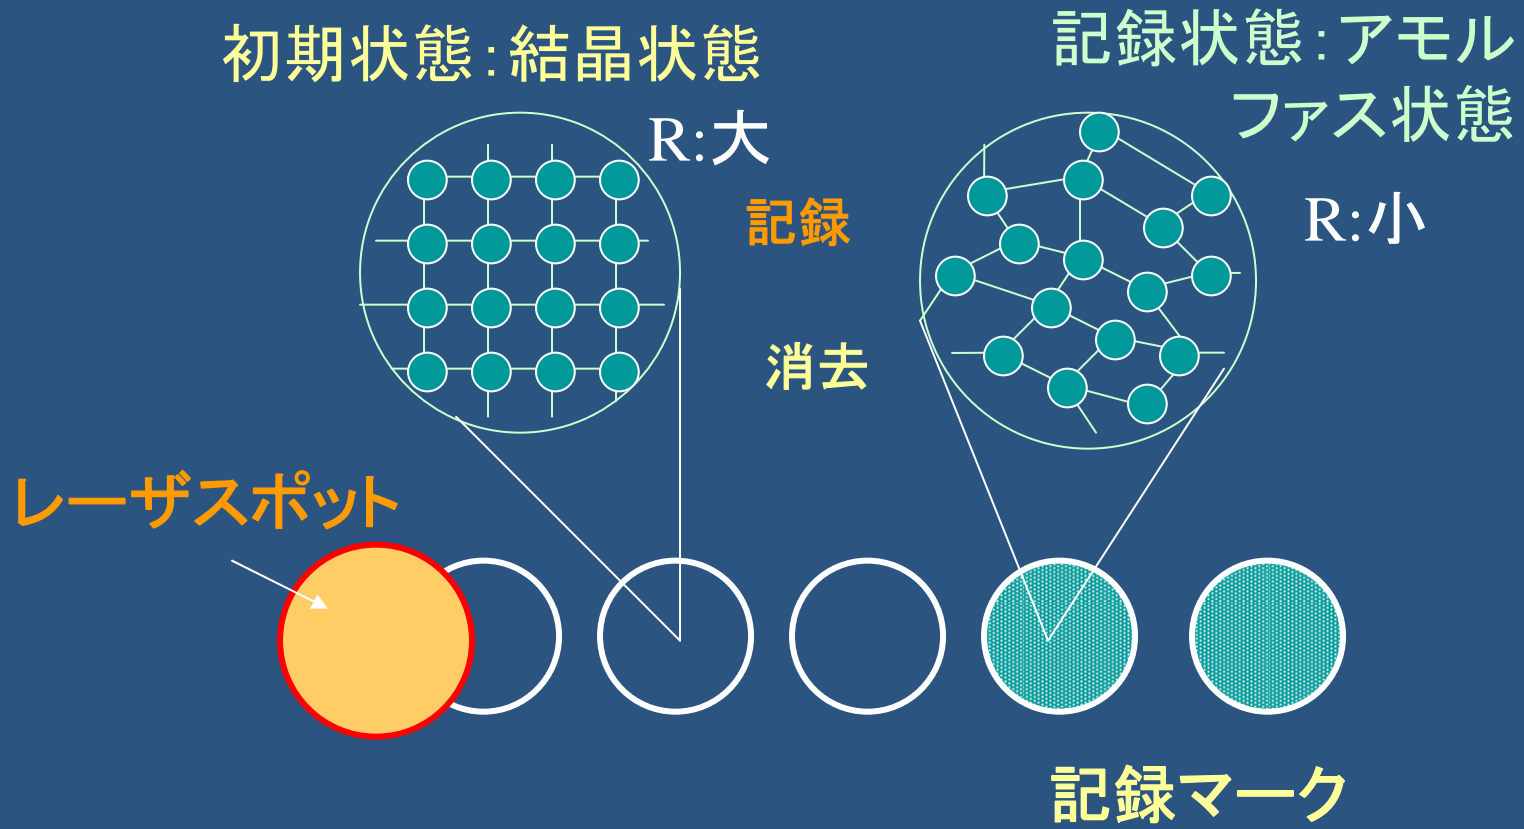 初期状態：結晶状態
記録状態：アモル
ファス状態
R:大
R:小
記録
消去
レーザスポット
記録マーク